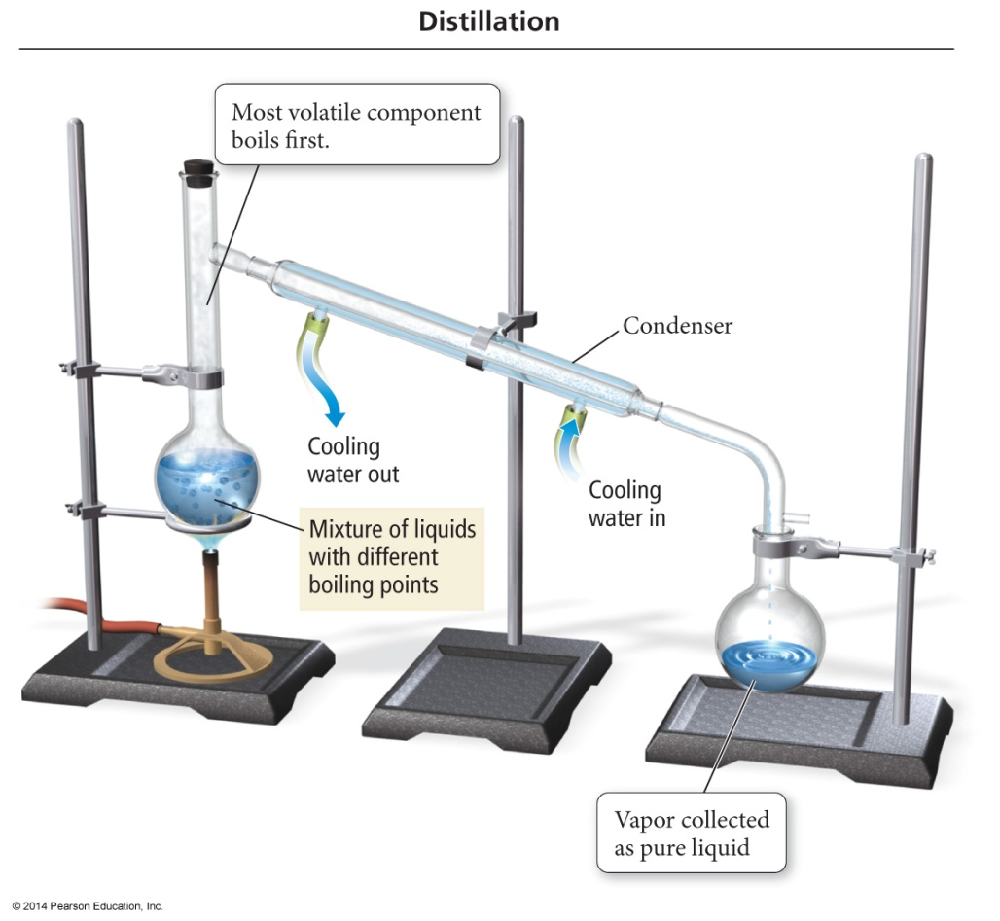 Distillation
Most volatile component
boils first.
Condenser
Cooling
water out
Cooling
water in
Mixture of liquids
with different
boiling points
Vapor collected
as pure liquid
© 2014 Pearson Education, Inc.